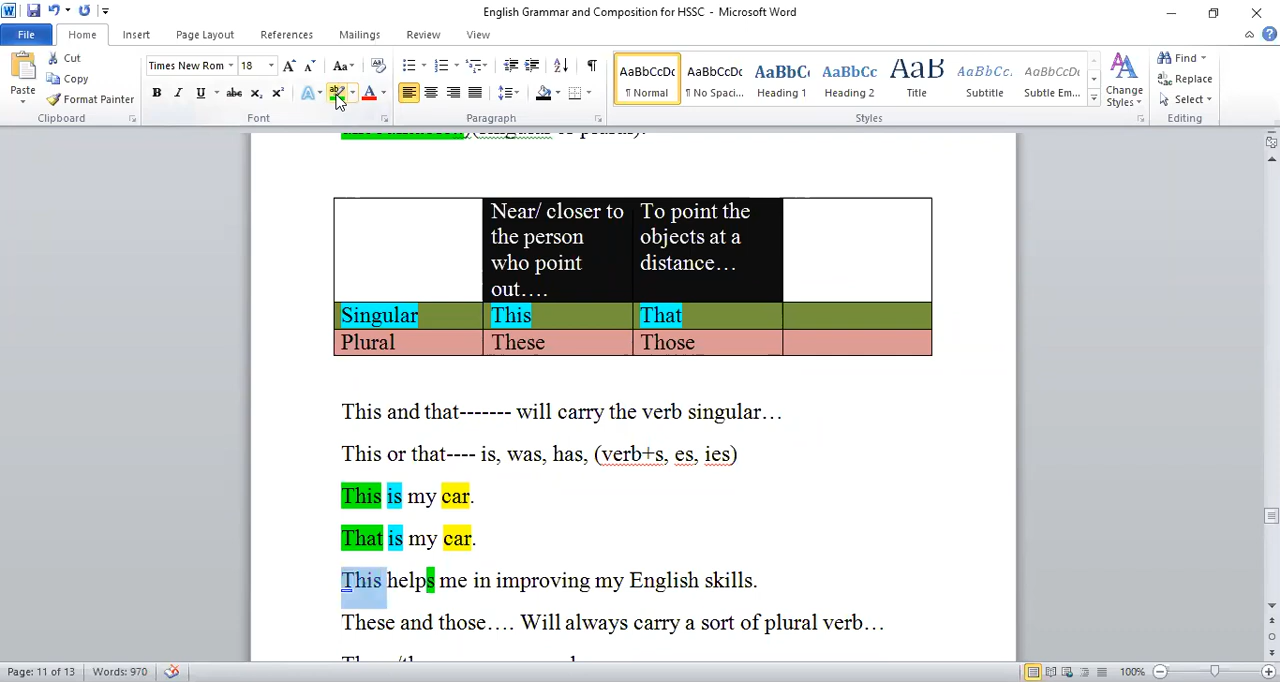 English Grammar and Composition for HSSC - Microsoft Word
File Home Insert Page Layout References Mailings Review View
Cut
Copy
Format Painter
Paste
Times New Rom 18
AaBbCcDc AaBbCcDc AaBbC AaBbCc AaB AaBbCc. AaBbCcDc
¶ Normal ¶ No Spaci... Heading 1 Heading 2 Title Subtitle Subtle Em...
Change Styles
Find
Replace
Select
Clipboard Font Paragraph Styles Editing
(singular or plural).
Near/ closer to the person who point out….
To point the objects at a distance…
Singular This That
Plural These Those
This and that------- will carry the verb singular…
This or that---- is, was, has, (verb+s, es, ies)
This is my car.
That is my car.
This helps me in improving my English skills.
These and those…. Will always carry a sort of plural verb…
Page: 11 of 13 Words: 970 100%